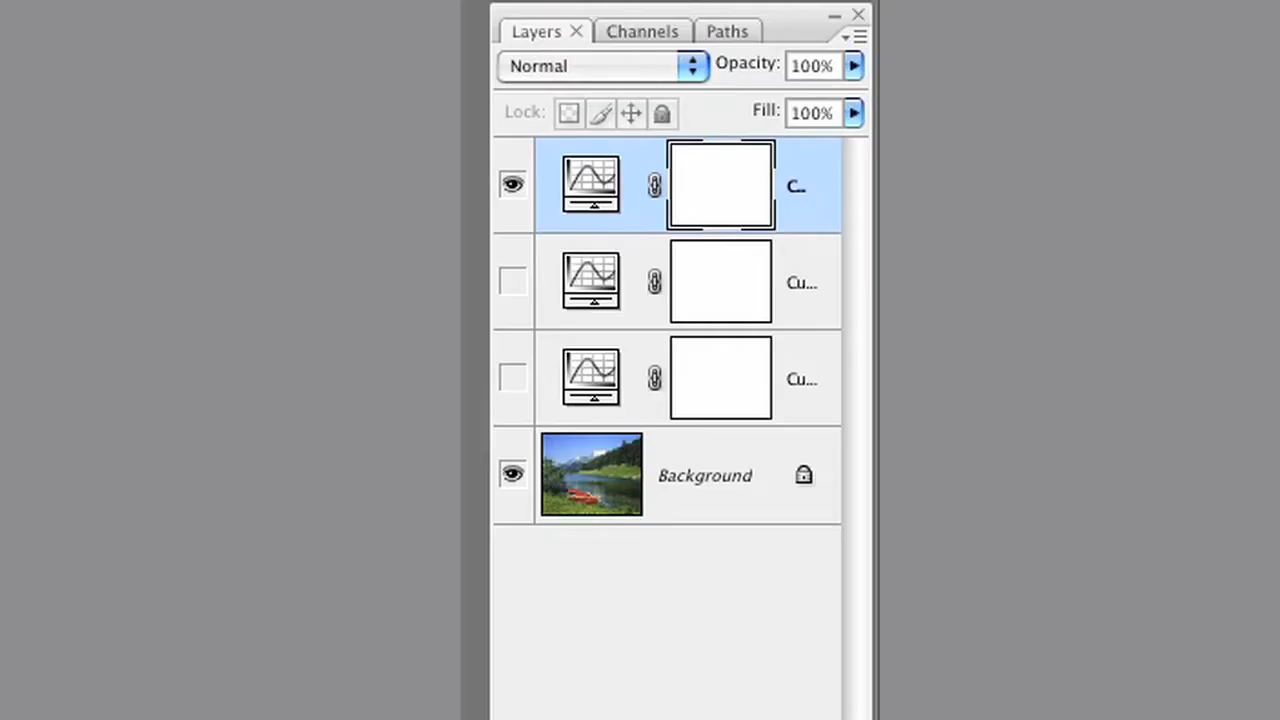 Layers Channels Paths
Normal Opacity: 100%
Lock: Fill: 100%
C...
Cu...
Cu...
Background